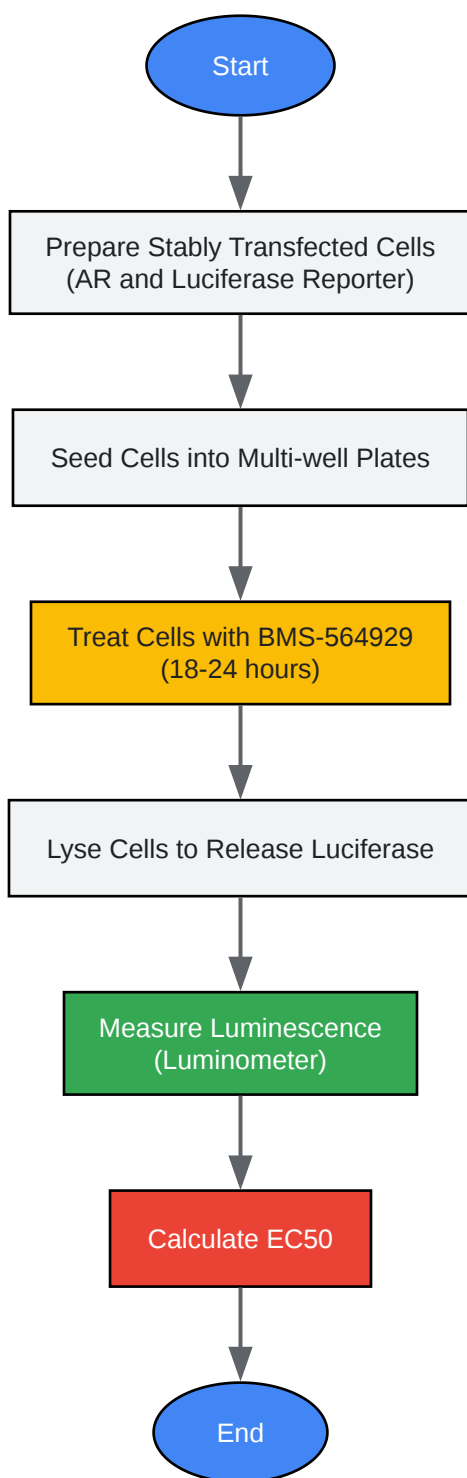 Start
Prepare Stably Transfected Cells
(AR and Luciferase Reporter)
Seed Cells into Multi-well Plates
Treat Cells with BMS-564929
(18-24 hours)
Lyse Cells to Release Luciferase
Measure Luminescence
(Luminometer)
Calculate EC50
End